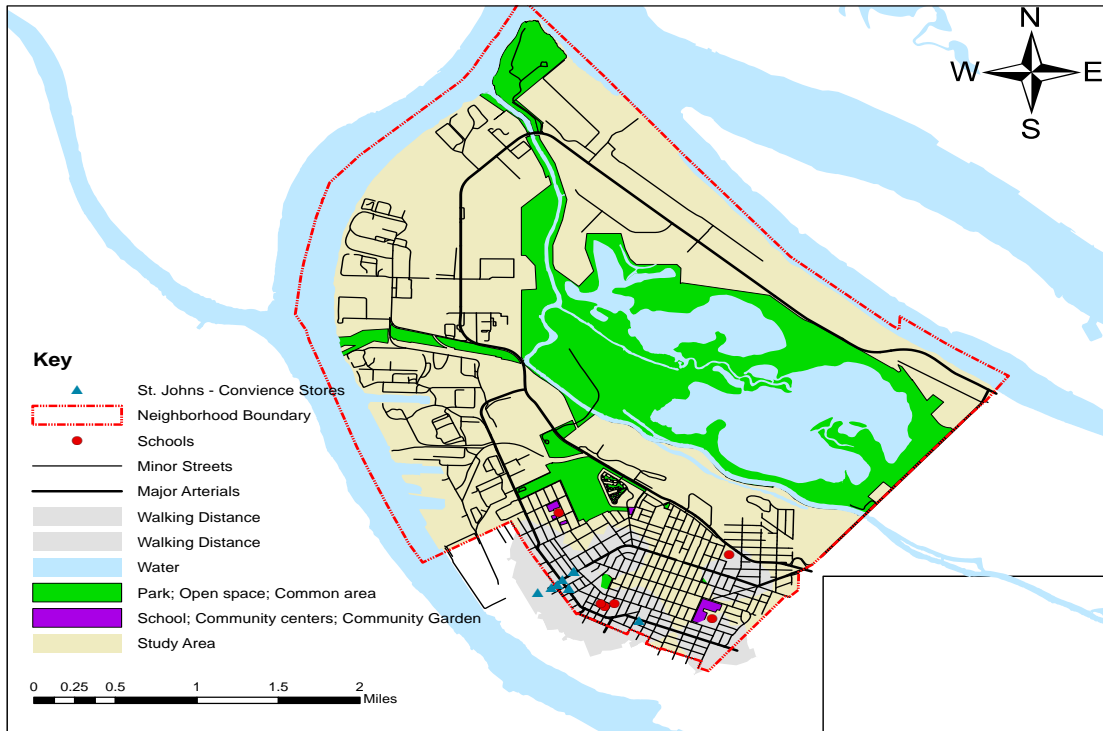 N
W E
S
Key
St. Johns - Convience Stores
Neighborhood Boundary
Schools
Minor Streets
Major Arterials
Walking Distance
Walking Distance
Water
Park; Open space; Common area
School; Community centers; Community Garden
Study Area
0 0.25 0.5 1 1.5 2
Miles